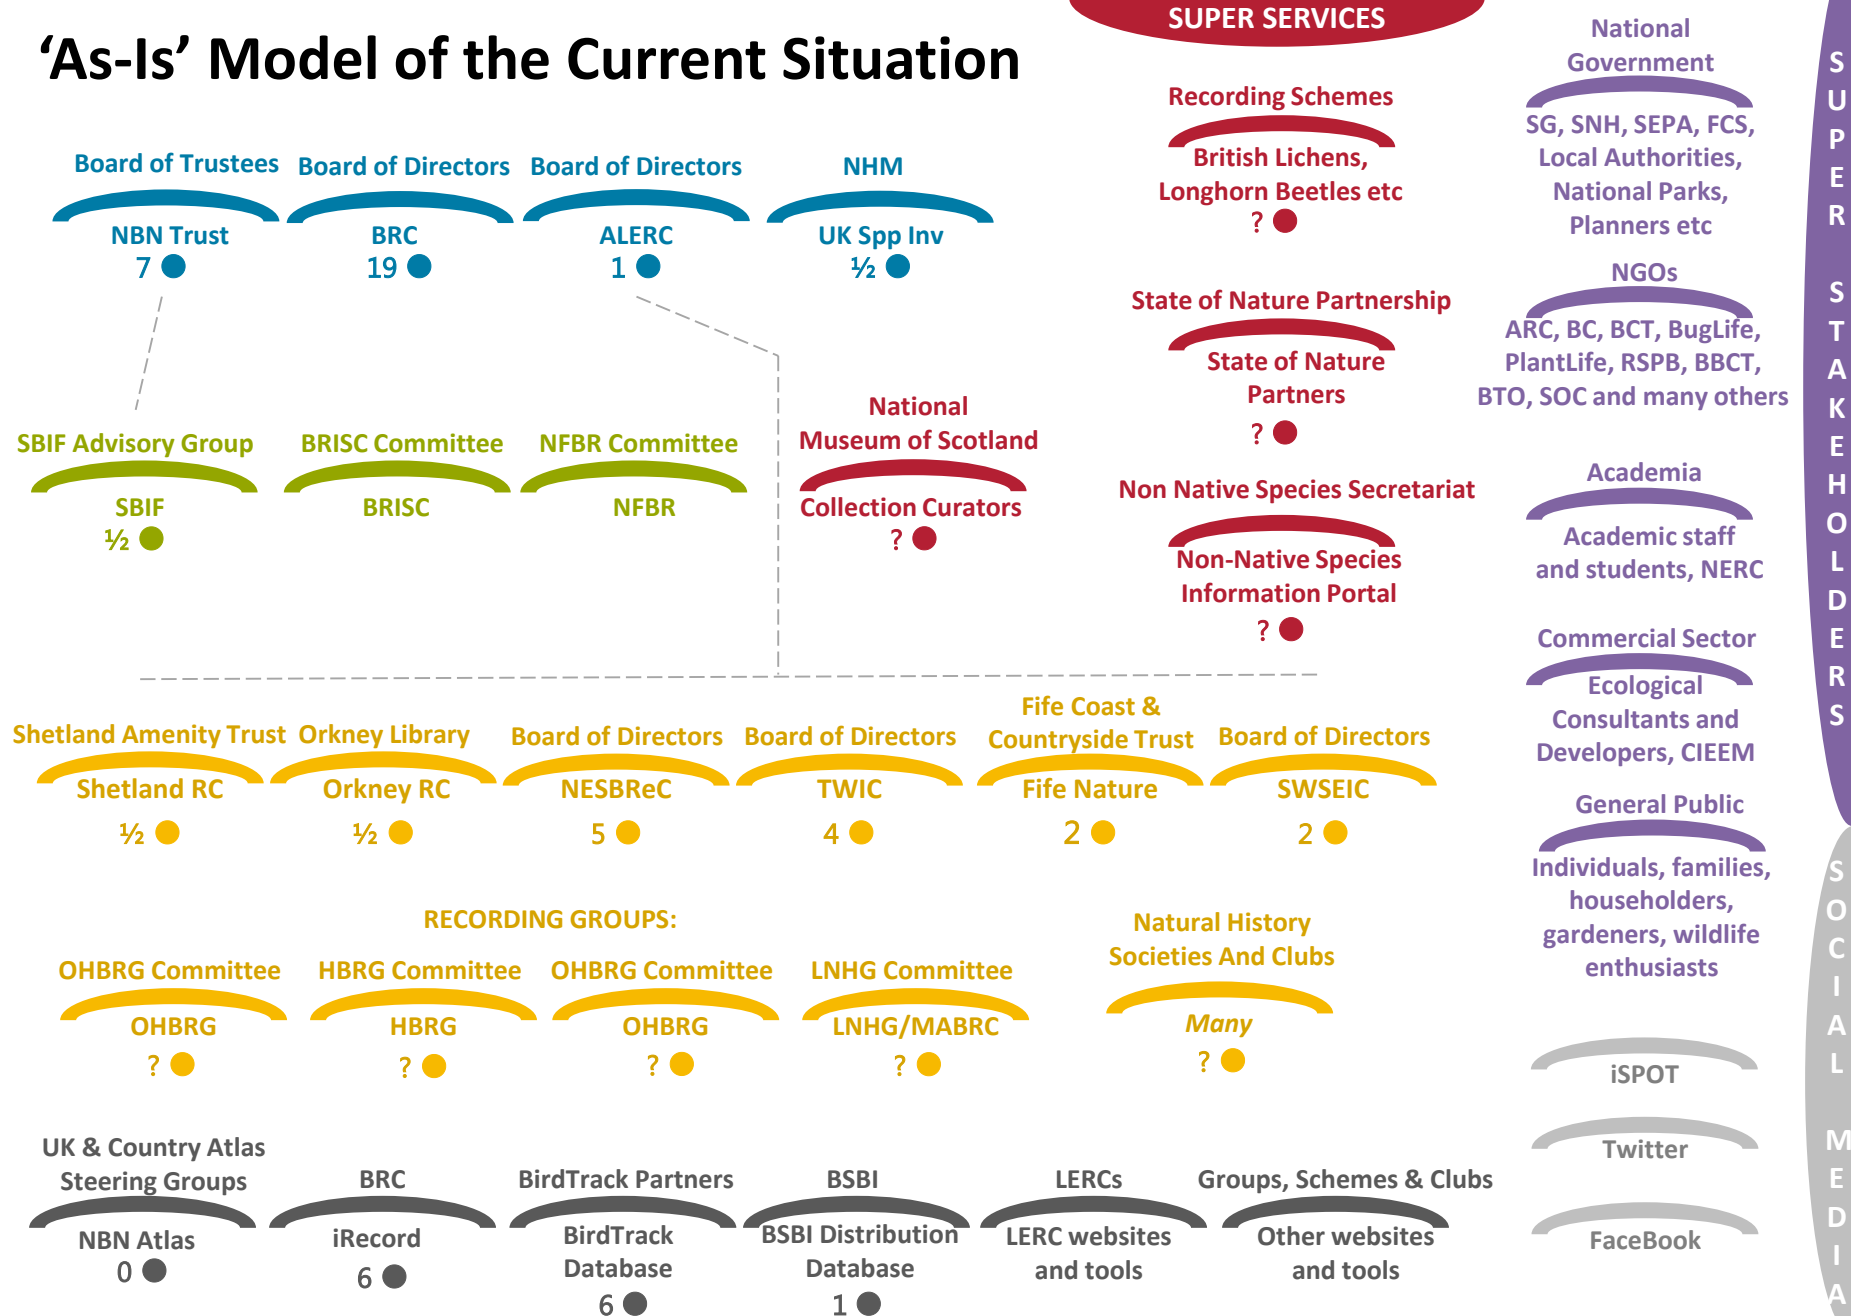 'As-Is' Model of the Current Situation
SUPER SERVICES
Board of Trustees
NBN Trust
7
Board of Directors
BRC
19
Board of Directors
ALERC
1
NHM
UK Spp Inv
½
SBIF Advisory Group
SBIF
½
BRISC Committee
BRISC
NFBR Committee
NFBR
National
Museum of Scotland
Collection Curators
?
Recording Schemes
British Lichens,
Longhorn Beetles etc
?
State of Nature Partnership
State of Nature
Partners
?
Non Native Species Secretariat
Non-Native Species
Information Portal
?
Shetland Amenity Trust
Shetland RC
½
Orkney Library
Orkney RC
½
Board of Directors
NESBReC
5
Board of Directors
TWIC
4
Fife Coast &
Countryside Trust
Fife Nature
2
Board of Directors
SWSEIC
2
RECORDING GROUPS:
OHBRG Committee
OHBRG
?
HBRG Committee
HBRG
?
OHBRG Committee
OHBRG
?
LNHG Committee
LNHG/MABRC
?
Natural History
Societies And Clubs
Many
?
UK & Country Atlas
Steering Groups
NBN Atlas
0
BRC
iRecord
6
BirdTrack Partners
BirdTrack
Database
6
BSBI
BSBI Distribution
Database
1
LERCs
LERC websites
and tools
Groups, Schemes & Clubs
Other websites
and tools
National
Government
SG, SNH, SEPA, FCS,
Local Authorities,
National Parks,
Planners etc
NGOs
ARC, BC, BCT, BugLife,
PlantLife, RSPB, BBCT,
BTO, SOC and many others
Academia
Academic staff
and students, NERC
Commercial Sector
Ecological
Consultants and
Developers, CIEEM
General Public
Individuals, families,
householders,
gardeners, wildlife
enthusiasts
iSPOT
Twitter
FaceBook
SUPER STAKEHOLDERS
SOCIAL MEDIA